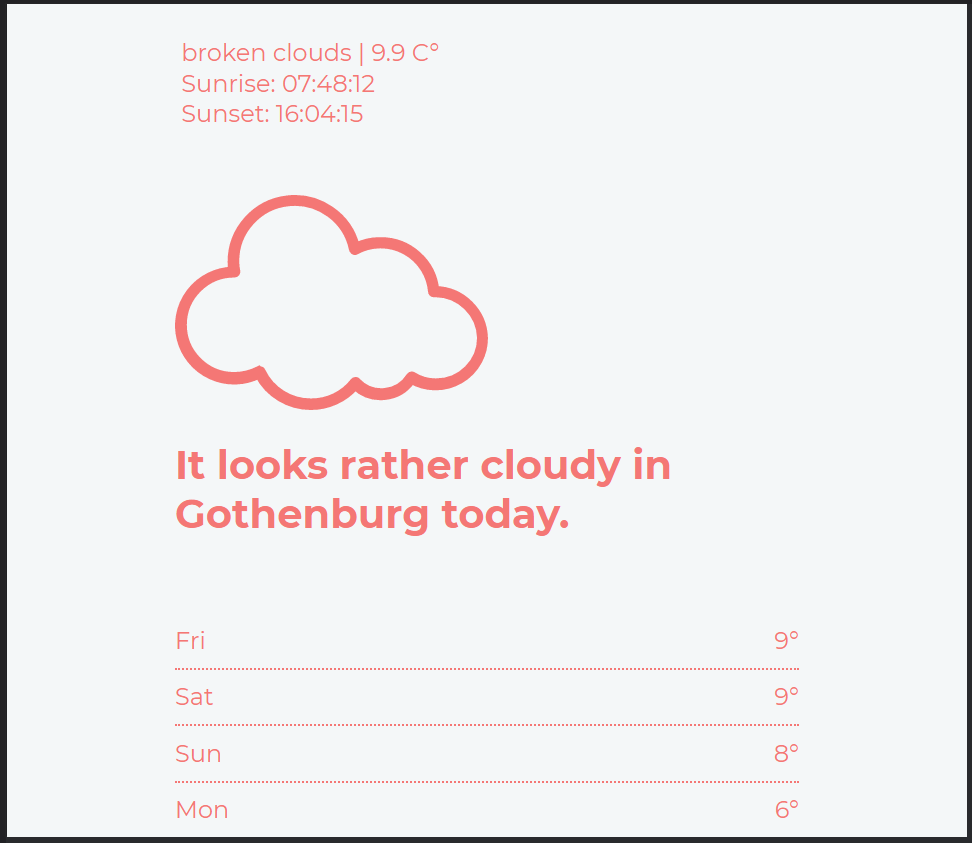 broken clouds | 9.9 C°
Sunrise: 07:48:12
Sunset: 16:04:15
It looks rather cloudy in
Gothenburg today.
Fri 9°
Sat 9°
Sun 8°
Mon 6°